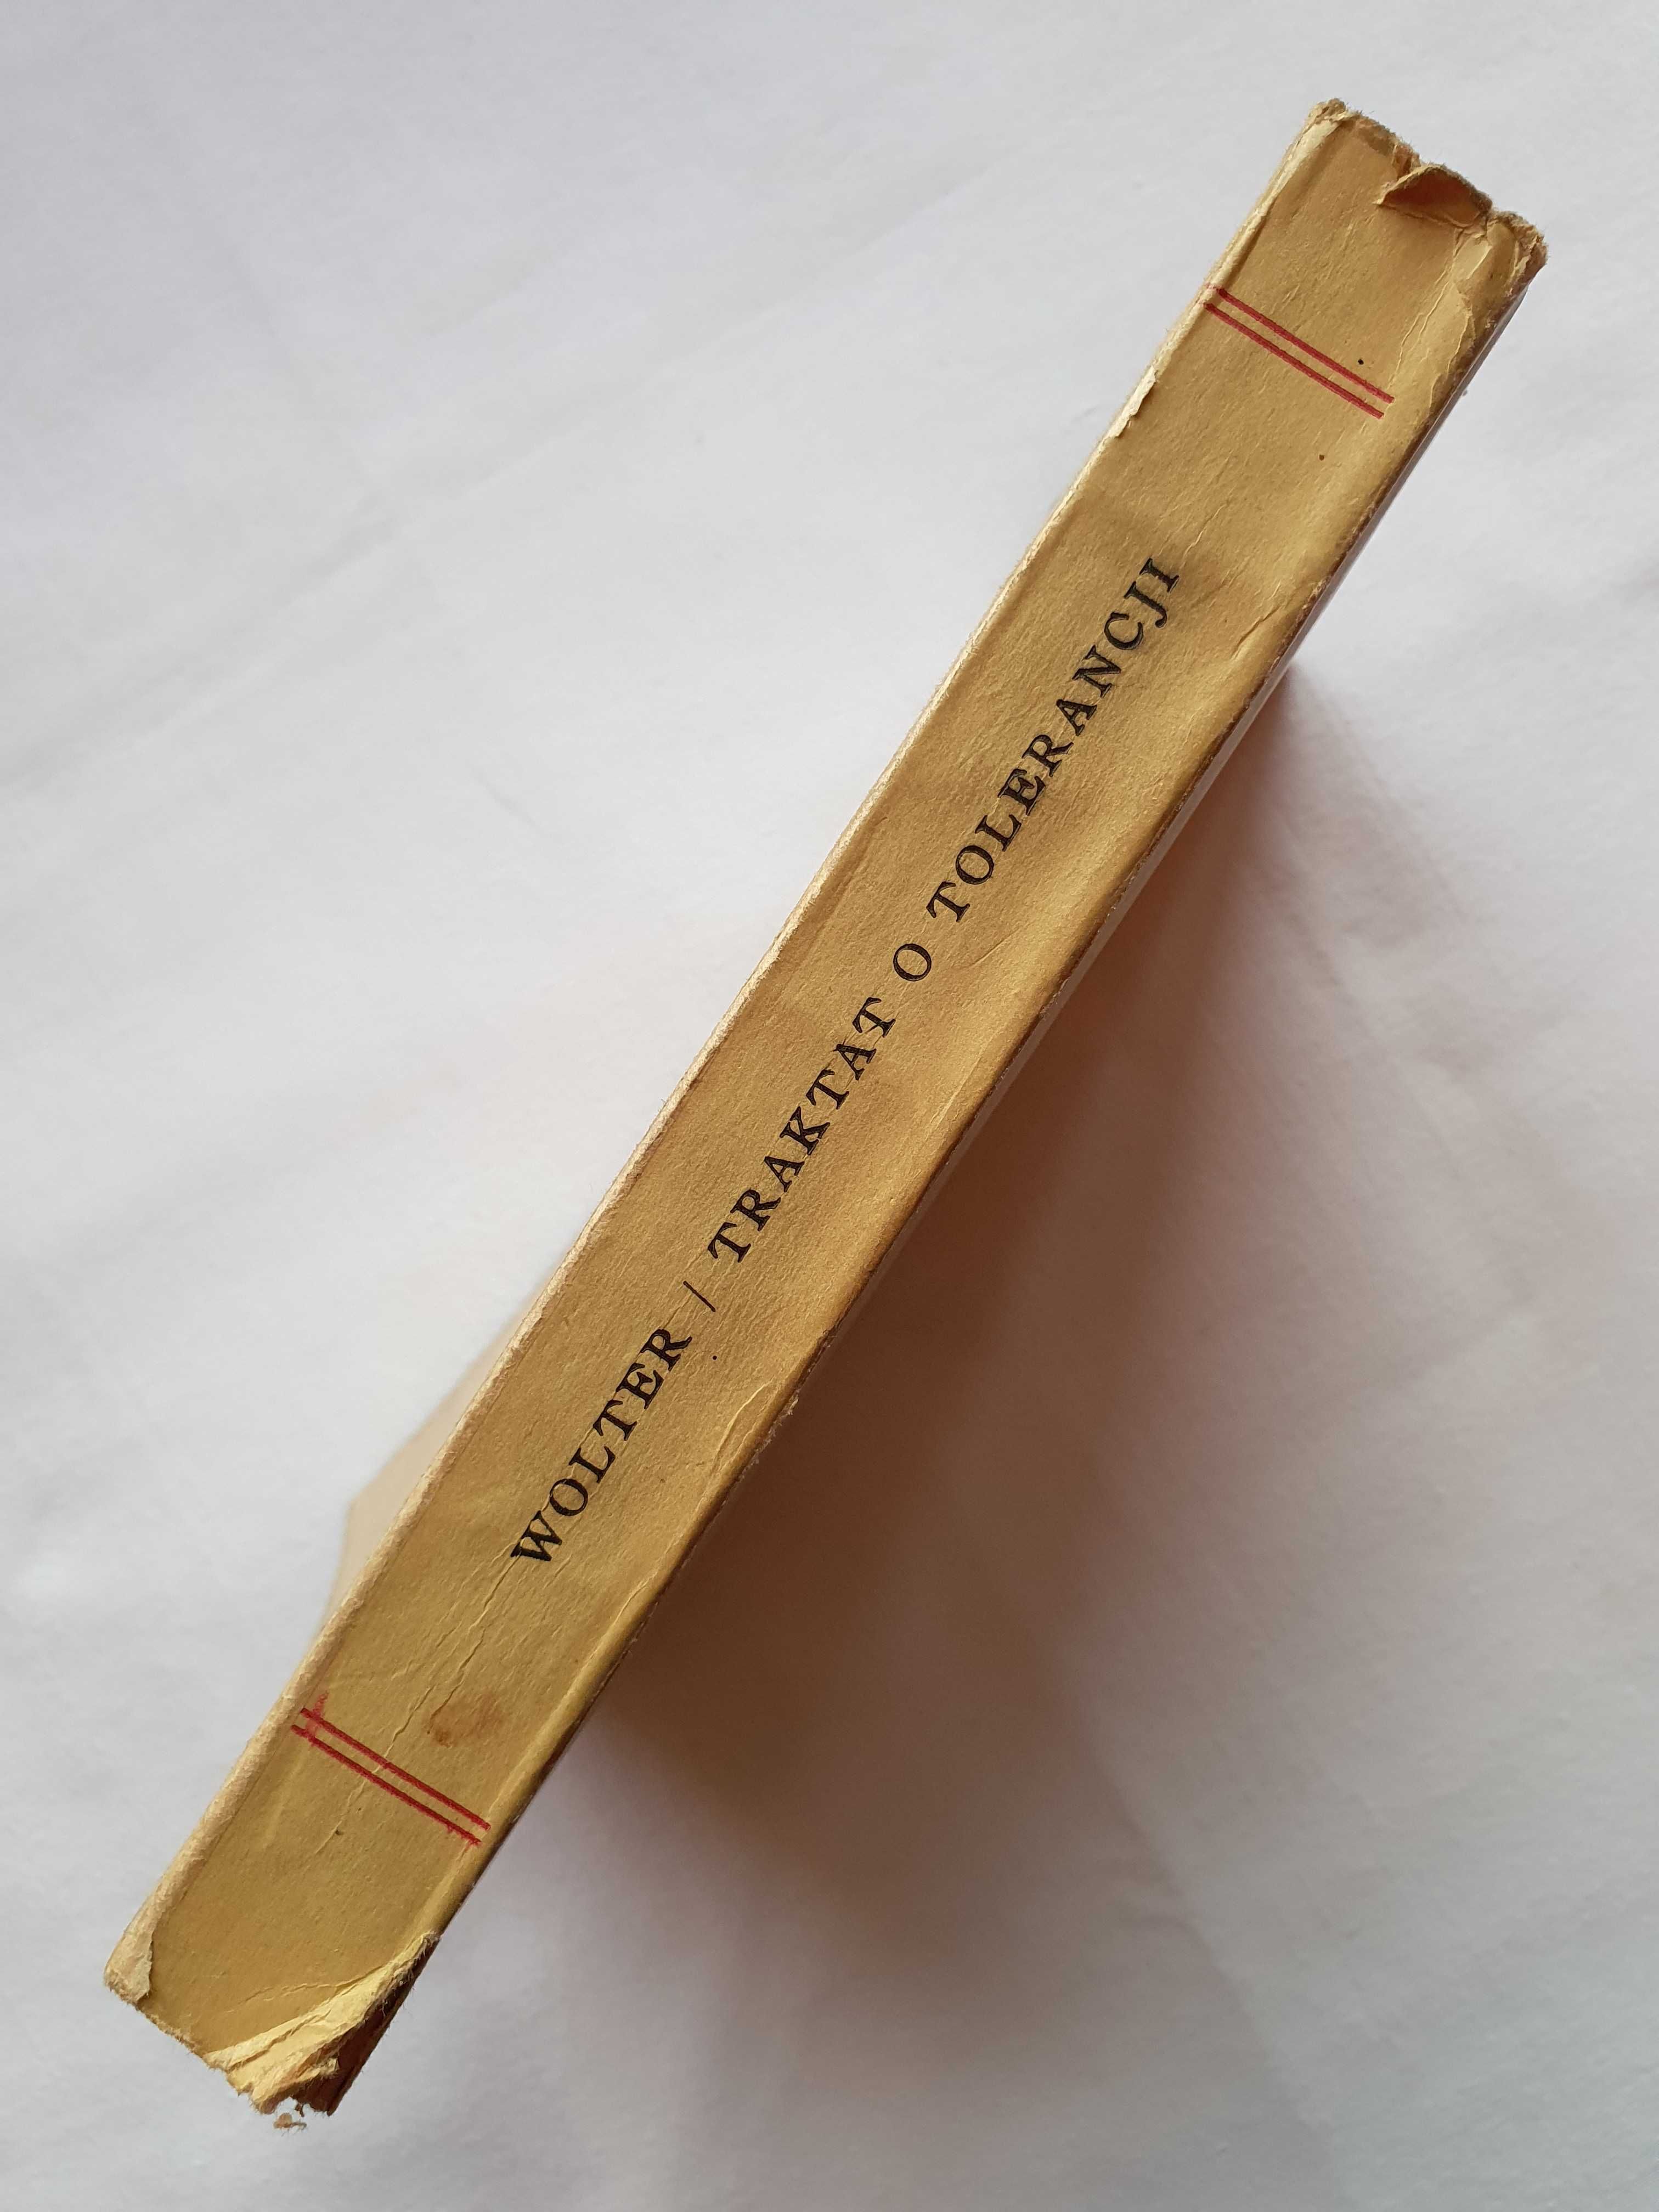 WOLTER / TRAKTAT O TOLERANCJI